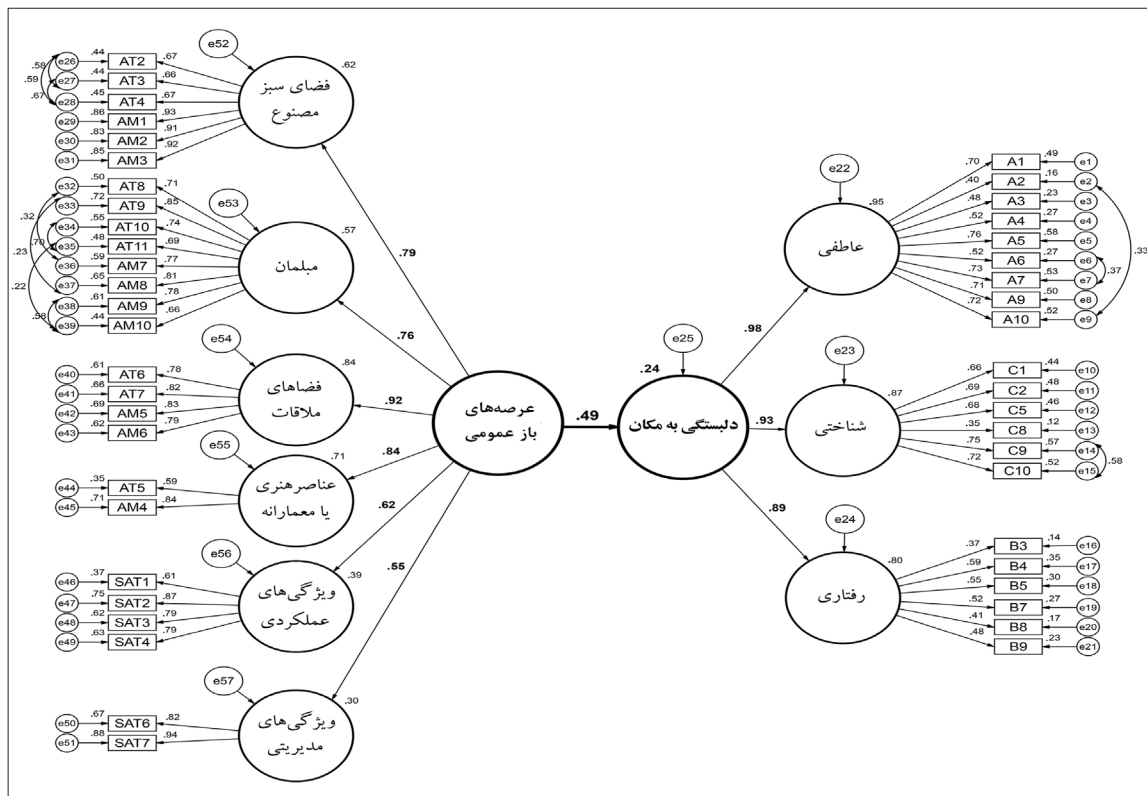 e52
.62
فضای سبز
مصنوع
e26 .44 AT2 .67
e27 .44 AT3 .66
e28 .45 AT4 .67
e29 .86 AM1 .93
e30 .83 AM2 .91
e31 .85 AM3 .92
.58
.59
.67
e53
.57
مبلمان
e32 .50 AT8 .71
e33 .72 AT9 .85
e34 .55 AT10 .74
e35 .48 AT11 .69
e36 .59 AM7 .77
e37 .65 AM8 .81
e38 .61 AM9 .78
e39 .44 AM10 .66
.32
.70
.23
.22
.58
e54
.84
فضاهای
ملاقات
e40 .61 AT6 .78
e41 .66 AT7 .82
e42 .69 AM5 .83
e43 .62 AM6 .79
e55
.71
عناصر هنری
یا معمارانه
e44 .35 AT5 .59
e45 .71 AM4 .84
e56
.39
ویژگی‌های
عملکردی
e46 .37 SAT1 .61
e47 .75 SAT2 .87
e48 .62 SAT3 .79
e49 .63 SAT4 .79
e57
.30
ویژگی‌های
مدیریتی
e50 .67 SAT6 .82
e51 .88 SAT7 .94
.79
.76
.92
.84
.62
.55
عرصه‌های
باز عمومی
.49
e25
.24
دلبستگی به مکان
.98
.93
.89
e22
.95
عاطفی
.70 A1 .49 e1
.40 A2 .16 e2
.48 A3 .23 e3
.52 A4 .27 e4
.76 A5 .58 e5
.52 A6 .27 e6
.73 A7 .53 e7
.71 A9 .50 e8
.72 A10 .52 e9
.37
.33
e23
.87
شناختی
.66 C1 .44 e10
.69 C2 .48 e11
.68 C5 .46 e12
.35 C8 .12 e13
.75 C9 .57 e14
.72 C10 .52 e15
.58
e24
.80
رفتاری
.37 B3 .14 e16
.59 B4 .35 e17
.55 B5 .30 e18
.52 B7 .27 e19
.41 B8 .17 e20
.48 B9 .23 e21